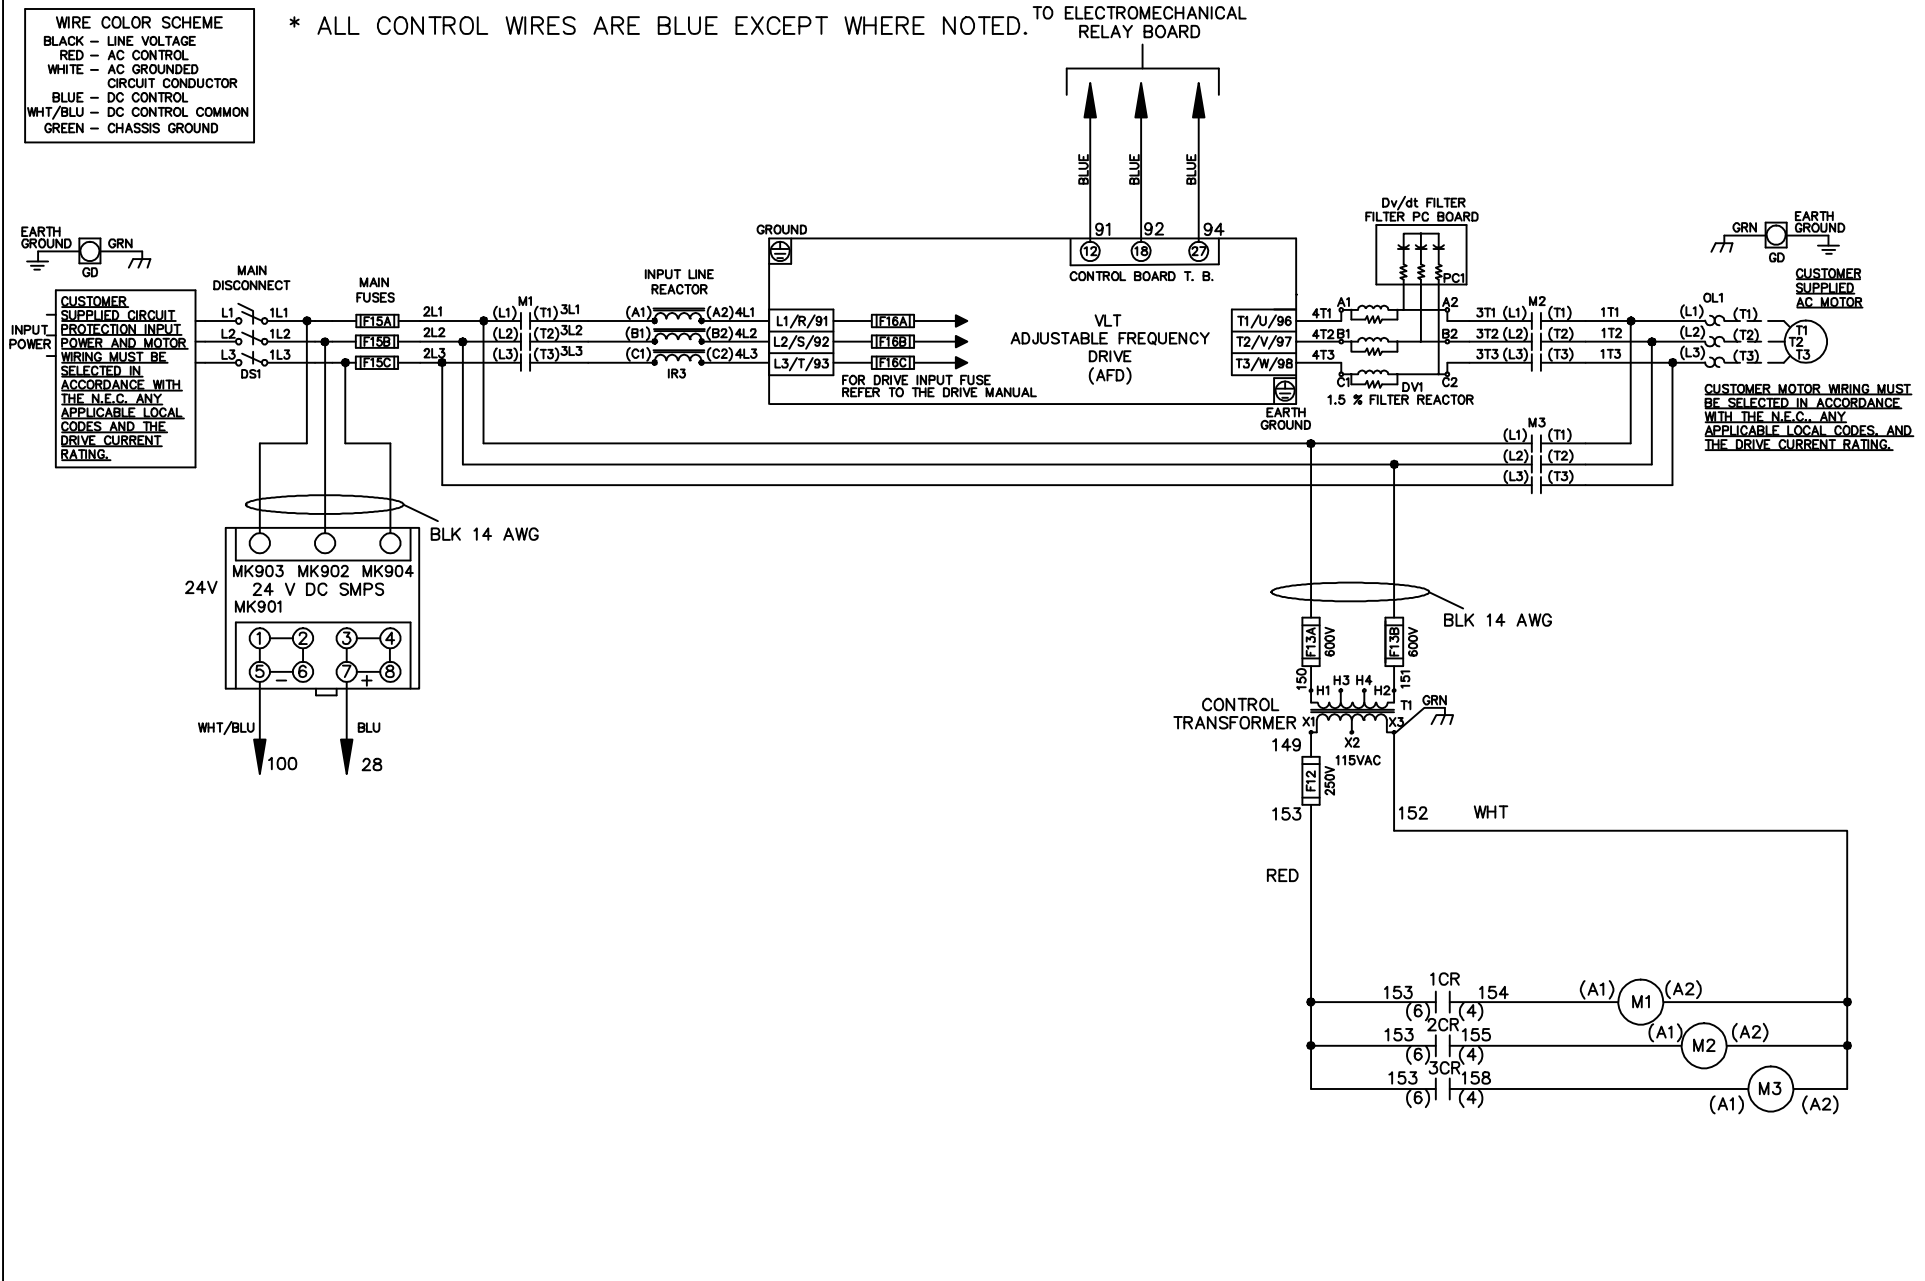 WIRE COLOR SCHEME
BLACK – LINE VOLTAGE
RED – AC CONTROL
WHITE – AC GROUNDED
CIRCUIT CONDUCTOR
BLUE – DC CONTROL
WHT/BLU – DC CONTROL COMMON
GREEN – CHASSIS GROUND
* ALL CONTROL WIRES ARE BLUE EXCEPT WHERE NOTED.
TO ELECTROMECHANICAL
RELAY BOARD
BLUE
BLUE
BLUE
91 92 94
12 18 27
CONTROL BOARD T. B.
EARTH
GROUND
GRN
GD
INPUT
POWER
CUSTOMER
SUPPLIED CIRCUIT
PROTECTION INPUT
POWER AND MOTOR
WIRING MUST BE
SELECTED IN
ACCORDANCE WITH
THE N.E.C. ANY
APPLICABLE LOCAL
CODES AND THE
DRIVE CURRENT
RATING.
MAIN
DISCONNECT
L1 1L1
L2 1L2
L3 1L3
DS1
MAIN
FUSES
F15A
F15B
F15C
2L1
2L2
2L3
M1
(L1) (T1) 3L1
(L2) (T2) 3L2
(L3) (T3) 3L3
INPUT LINE
REACTOR
(A1) (A2) 4L1
(B1) (B2) 4L2
(C1) (C2) 4L3
IR3
GROUND
L1/R/91
L2/S/92
L3/T/93
F16A
F16B
F16C
FOR DRIVE INPUT FUSE
REFER TO THE DRIVE MANUAL
VLT
ADJUSTABLE FREQUENCY
DRIVE
(AFD)
T1/U/96
T2/V/97
T3/W/98
EARTH
GROUND
Dv/dt FILTER
FILTER PC BOARD
PC1
4T1 A1 A2
4T2 B1 B2
4T3
C1 C2
DV1
1.5 % FILTER REACTOR
M2
3T1 (L1) (T1) 1T1
3T2 (L2) (T2) 1T2
3T3 (L3) (T3) 1T3
OL1
(L1) (T1)
(L2) (T2)
(L3) (T3)
T1
T2
T3
GRN
GD
EARTH
GROUND
CUSTOMER
SUPPLIED
AC MOTOR
CUSTOMER MOTOR WIRING MUST
BE SELECTED IN ACCORDANCE
WITH THE N.E.C., ANY
APPLICABLE LOCAL CODES, AND
THE DRIVE CURRENT RATING.
M3
(L1) (T1)
(L2) (T2)
(L3) (T3)
BLK 14 AWG
MK903 MK902 MK904
24V
24 V DC SMPS
MK901
1 2 3 4
5 6 7 8
– +
WHT/BLU
BLU
100
28
BLK 14 AWG
F13A
600V
F13B
600V
150
151
H1 H3 H4 H2
CONTROL
TRANSFORMER
T1
GRN
X1 X2 X3
149
115VAC
F12
250V
153
152
WHT
RED
1CR
153 154
(6) (4)
(A1) M1 (A2)
2CR
153 155
(6) (4)
(A1) M2 (A2)
3CR
153 158
(6) (4)
(A1) M3 (A2)